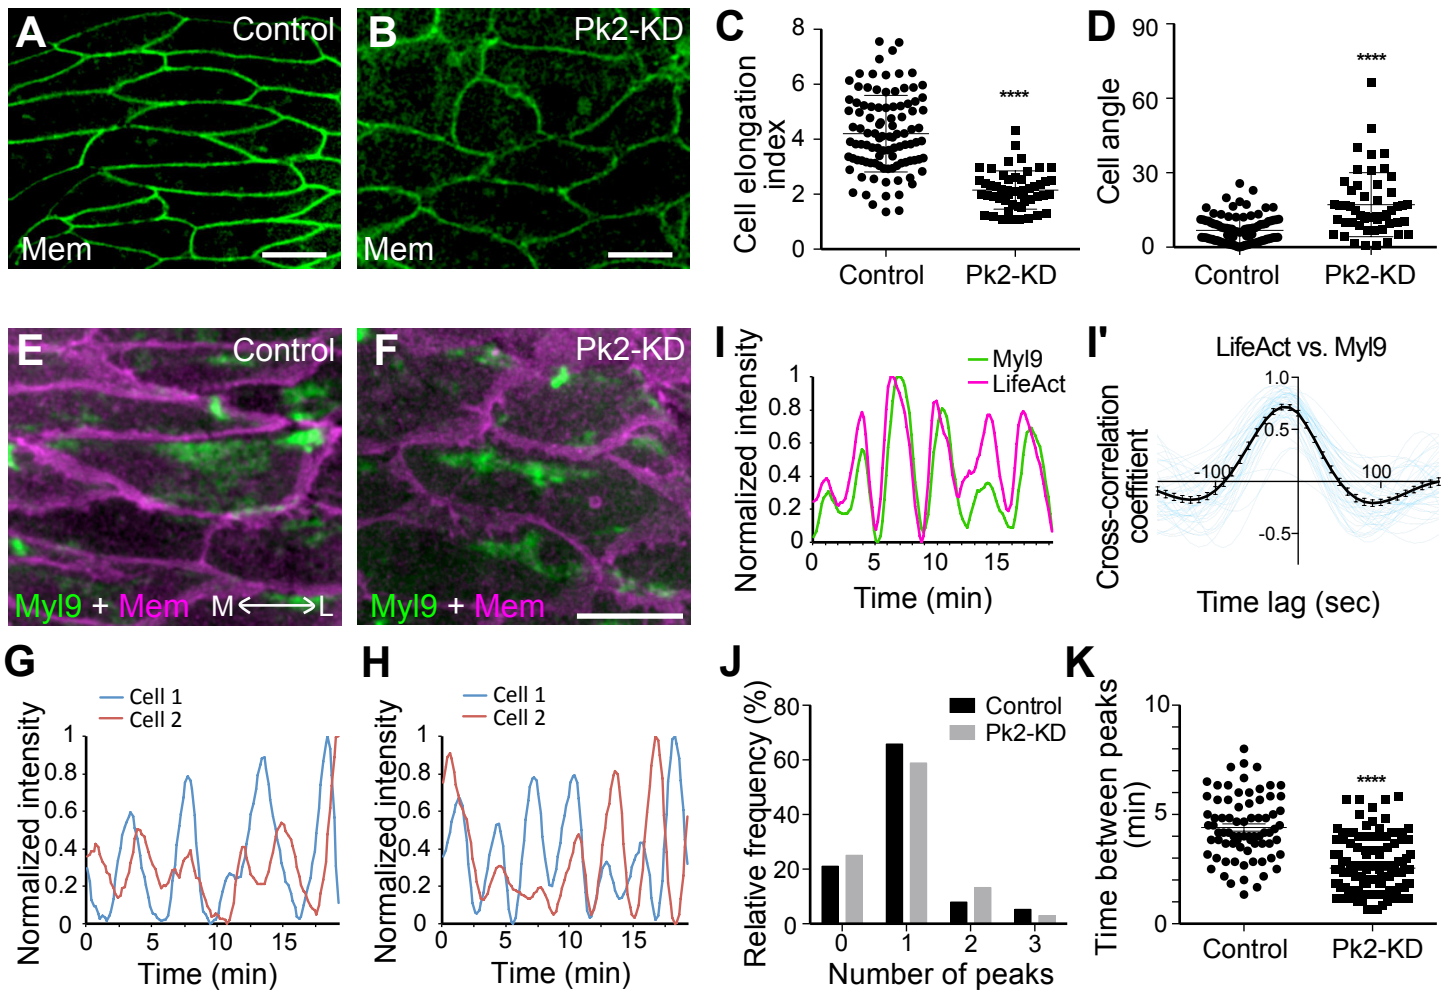 A
Control
Mem
B
Pk2-KD
Mem
C
Cell elongation
index
8
6
4
2
0
****
Control
Pk2-KD
D
Cell angle
90
60
30
0
****
Control
Pk2-KD
E
Control
Myl9 + Mem
M
L
F
Pk2-KD
Myl9 + Mem
I
Normalized intensity
Myl9
LifeAct
1
0.8
0.6
0.4
0.2
0
0
5
10
15
Time (min)
I'
LifeAct vs. Myl9
Cross-correlation
coeffitient
1.0
0.5
-100
100
-0.5
Time lag (sec)
G
Cell 1
Cell 2
Normalized intensity
1
0.8
0.6
0.4
0.2
0
0
5
10
15
Time (min)
H
Cell 1
Cell 2
Normalized intensity
1
0.8
0.6
0.4
0.2
0
0
5
10
15
Time (min)
J
Relative frequency (%)
Control
Pk2-KD
80
60
40
20
0
0
1
2
3
Number of peaks
K
Time between peaks
(min)
10
5
0
****
Control
Pk2-KD